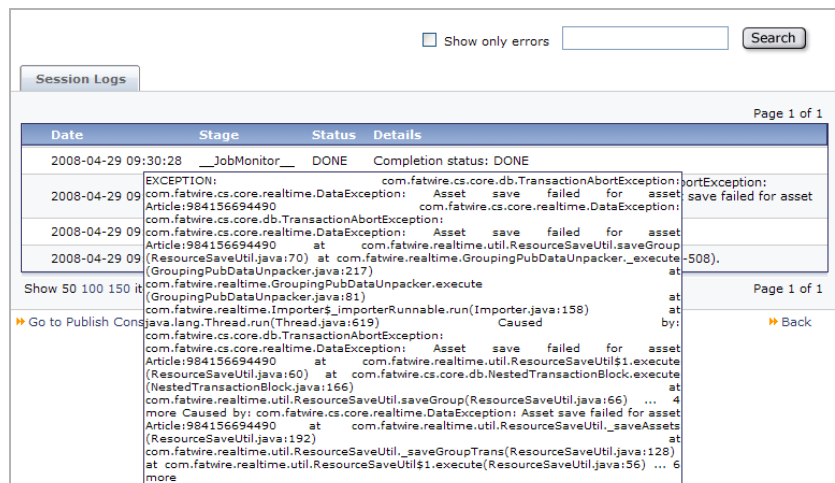 Show only errors Search
Session Logs
Page 1 of 1
Date Stage Status Details
2008-04-29 09:30:28 __JobMonitor__ DONE Completion status: DONE
EXCEPTION: com.fatwire.cs.core.db.TransactionAbortException:
com.fatwire.cs.core.realtime.DataException: Asset save failed for asset
Article:984156694490 com.fatwire.cs.core.realtime.DataException:
com.fatwire.cs.core.db.TransactionAbortException:
com.fatwire.cs.core.realtime.DataException: Asset save failed for asset
Article:984156694490 at com.fatwire.realtime.util.ResourceSaveUtil.saveGroup
(ResourceSaveUtil.java:70) at com.fatwire.realtime.GroupingPubDataUnpacker._execute
(GroupingPubDataUnpacker.java:217) at
com.fatwire.realtime.GroupingPubDataUnpacker.execute
(GroupingPubDataUnpacker.java:81) at
com.fatwire.realtime.Importer$_importerRunnable.run(Importer.java:158) at
java.lang.Thread.run(Thread.java:619) Caused by:
com.fatwire.cs.core.db.TransactionAbortException:
com.fatwire.cs.core.realtime.DataException: Asset save failed for asset
Article:984156694490 at com.fatwire.realtime.util.ResourceSaveUtil$1.execute
(ResourceSaveUtil.java:60) at com.fatwire.cs.core.db.NestedTransactionBlock.execute
(NestedTransactionBlock.java:166) at
com.fatwire.realtime.util.ResourceSaveUtil.saveGroup(ResourceSaveUtil.java:66) ... 4
more Caused by: com.fatwire.cs.core.realtime.DataException: Asset save failed for asset
Article:984156694490 at com.fatwire.realtime.util.ResourceSaveUtil._saveAssets
(ResourceSaveUtil.java:192) at
com.fatwire.realtime.util.ResourceSaveUtil._saveGroupTrans(ResourceSaveUtil.java:128)
at com.fatwire.realtime.util.ResourceSaveUtil$1.execute(ResourceSaveUtil.java:56) ... 6
more
ortException:
2008-04-29 09 save failed for asset
2008-04-29 09
2008-04-29 09 -508).
Show 50 100 150 it Page 1 of 1
Go to Publish Cons Back